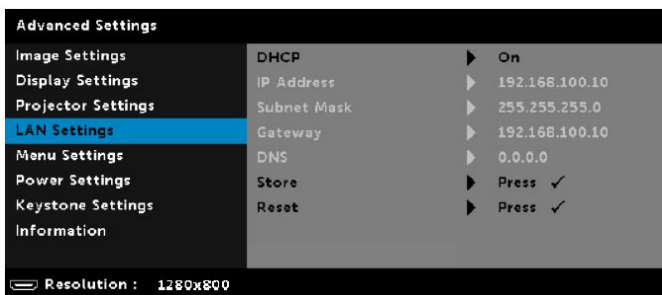 Advanced Settings
Image Settings
Display Settings
Projector Settings
LAN Settings
Menu Settings
Power Settings
Keystone Settings
Information
DHCP On
IP Address 192.168.100.10
Subnet Mask 255.255.255.0
Gateway 192.168.100.10
DNS 0.0.0.0
Store Press ✓
Reset Press ✓
Resolution : 1280x800